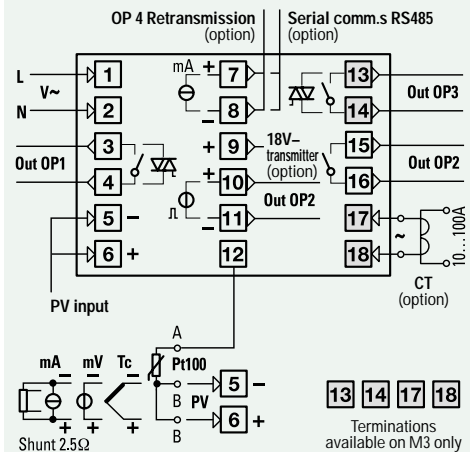 OP 4 Retransmission
(option)
Serial comm.s RS485
(option)
L
V~
N
1
2
mA
+
7
8
−
13
14
Out OP3
Out OP1
3
4
+
9
18V⎓
transmitter
(option)
15
16
Out OP2
+
10
11
−
Out OP2
5
−
6
+
PV input
12
17
18
~
10...100A
CT
(option)
A
Pt100
B
B
PV
5
−
6
+
mA
−
+
mV
−
+
Tc
−
+
Shunt 2.5Ω
13
14
17
18
Terminations
available on M3 only